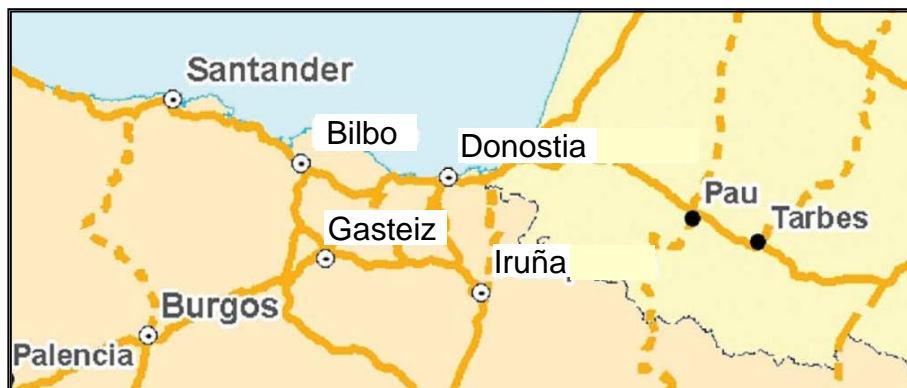 Santander
Bilbo
Donostia
Pau
Tarbes
Gasteiz
Iruña
Burgos
Palencia